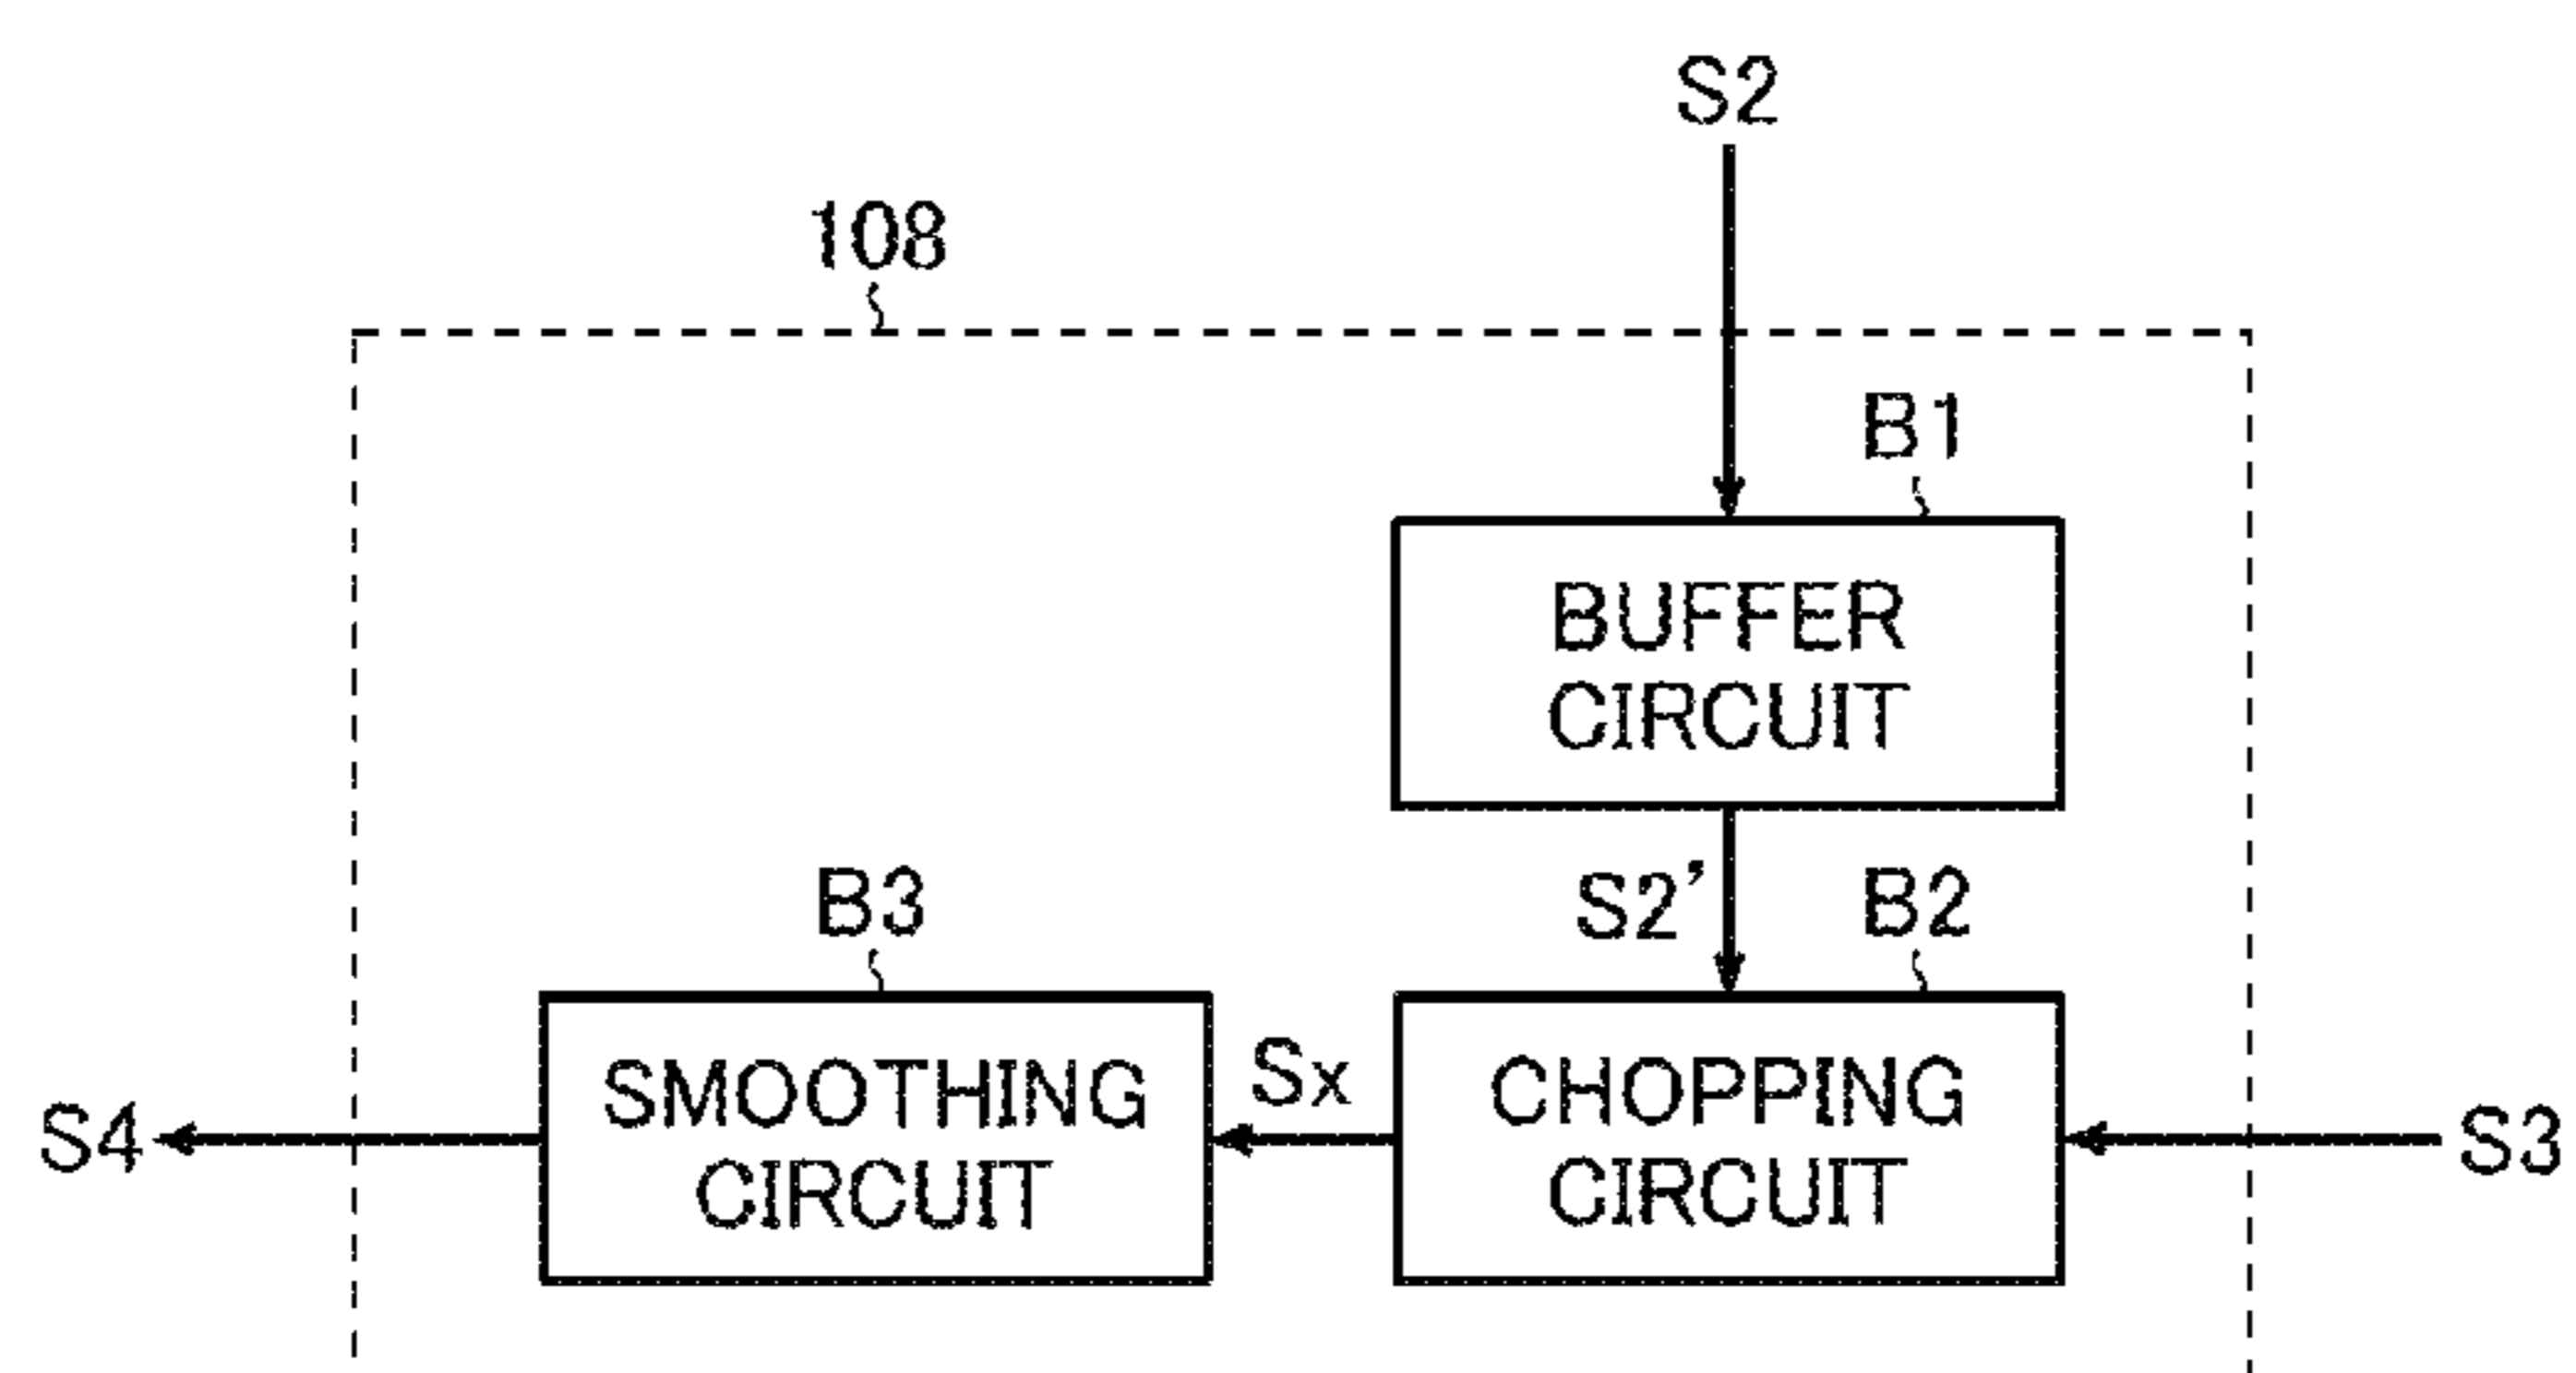 S2
108
B1
BUFFER
CIRCUIT
S2'
B3
B2
SMOOTHING
CIRCUIT
Sx
CHOPPING
CIRCUIT
S4
S3